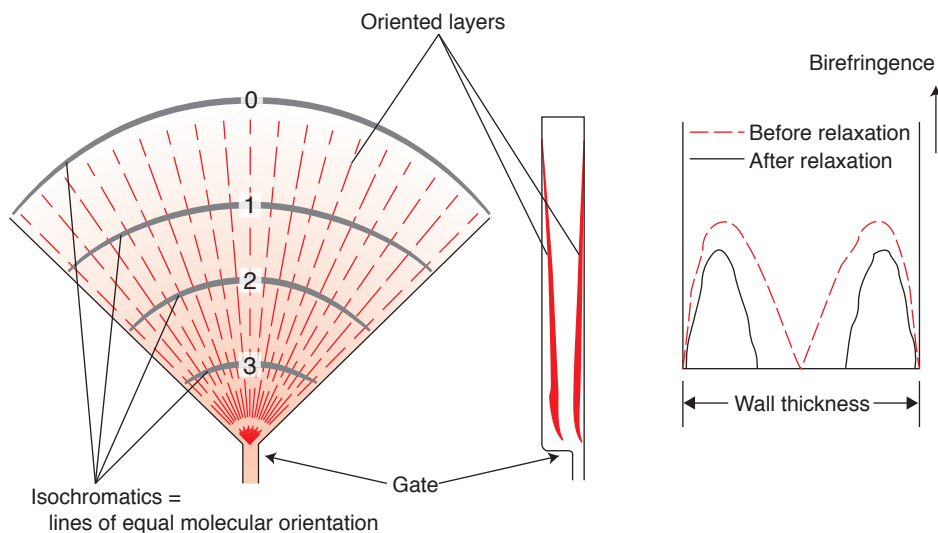 Oriented layers
0
1
2
3
Isochromatics =
lines of equal molecular orientation
Gate
Birefringence
Before relaxation
After relaxation
Wall thickness